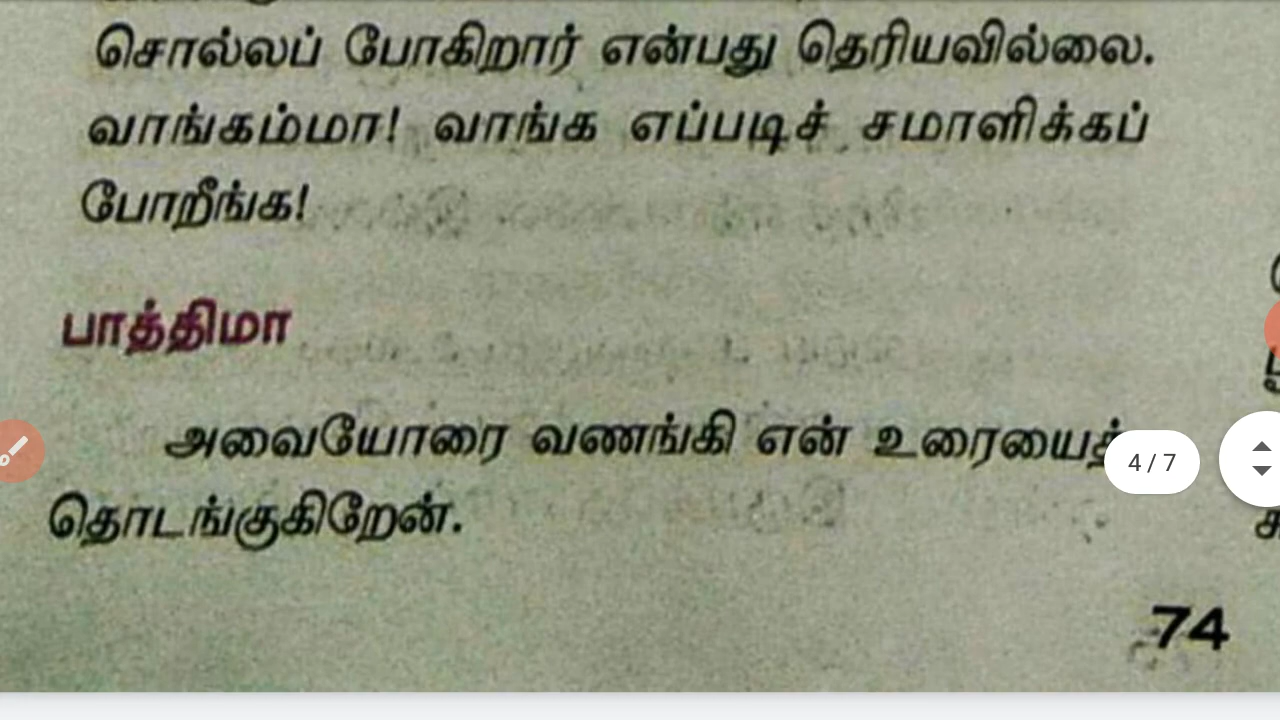 சொல்லப் போகிறார் என்பது தெரியவில்லை.
வாங்கம்மா! வாங்க எப்படிச் சமாளிக்கப்
போறீங்க!
பாத்திமா
அவையோரை வணங்கி என் உரையைத்
4 / 7
தொடங்குகிறேன்.
74